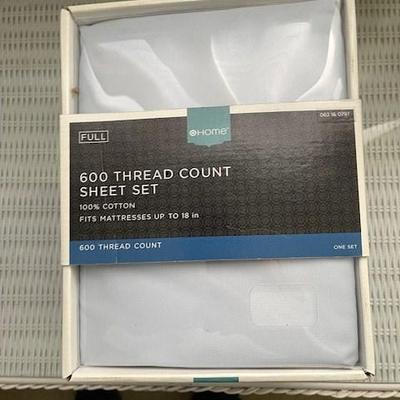 FULL
HOME
062 16 0797
600 THREAD COUNT
SHEET SET
100% COTTON
FITS MATTRESSES UP TO 18 in
600 THREAD COUNT
ONE SET